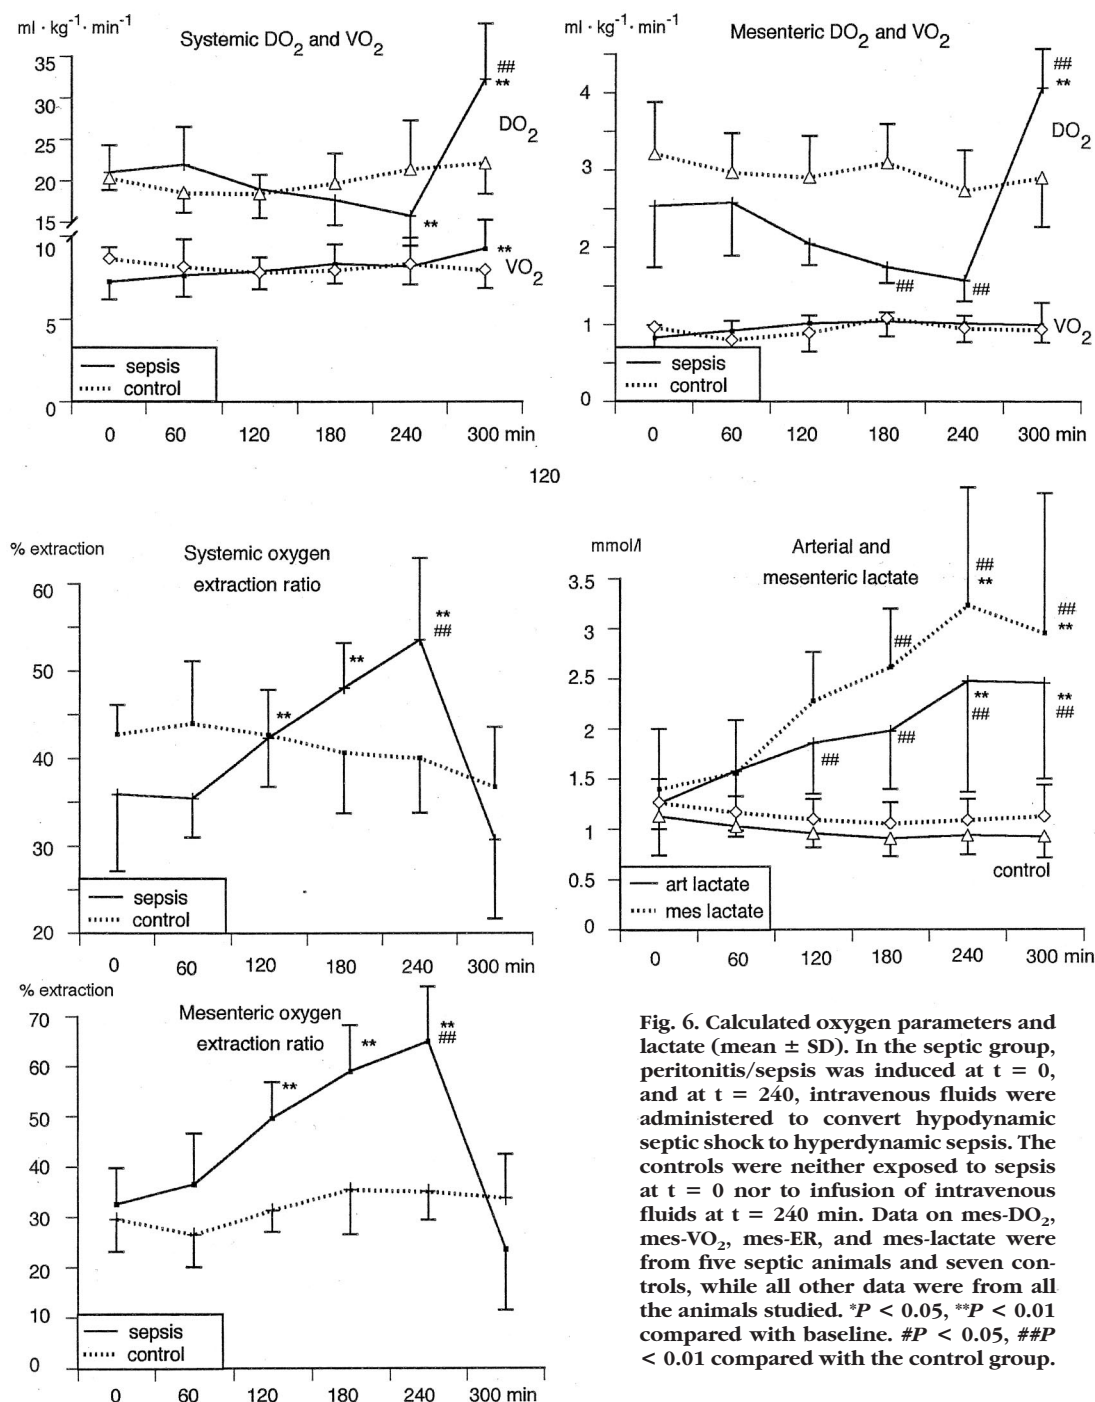 ml · kg⁻¹ · min⁻¹
Systemic DO₂ and VO₂
35
30
25
20
15
10
5
0
##
**
DO₂
**
**
VO₂
sepsis
control
0 60 120 180 240 300 min
ml · kg⁻¹ · min⁻¹
Mesenteric DO₂ and VO₂
4
3
2
1
0
##
**
DO₂
##
##
VO₂
sepsis
control
0 60 120 180 240 300 min
120
% extraction
Systemic oxygen
extraction ratio
60
50
40
30
20
**
**
**
##
sepsis
control
0 60 120 180 240 300 min
mmol/l
Arterial and
mesenteric lactate
3.5
3
2.5
2
1.5
1
0.5
0
##
**
##
##
**
**
##
**
##
##
##
control
art lactate
mes lactate
0 60 120 180 240 300 min
% extraction
Mesenteric oxygen
extraction ratio
70
60
50
40
30
20
10
0
**
**
**
##
sepsis
control
0 60 120 180 240 300 min
Fig. 6. Calculated oxygen parameters and
lactate (mean ± SD). In the septic group,
peritonitis/sepsis was induced at t = 0,
and at t = 240, intravenous fluids were
administered to convert hypodynamic
septic shock to hyperdynamic sepsis. The
controls were neither exposed to sepsis
at t = 0 nor to infusion of intravenous
fluids at t = 240 min. Data on mes-DO₂,
mes-VO₂, mes-ER, and mes-lactate were
from five septic animals and seven con-
trols, while all other data were from all
the animals studied. *P < 0.05, **P < 0.01
compared with baseline. #P < 0.05, ##P
< 0.01 compared with the control group.